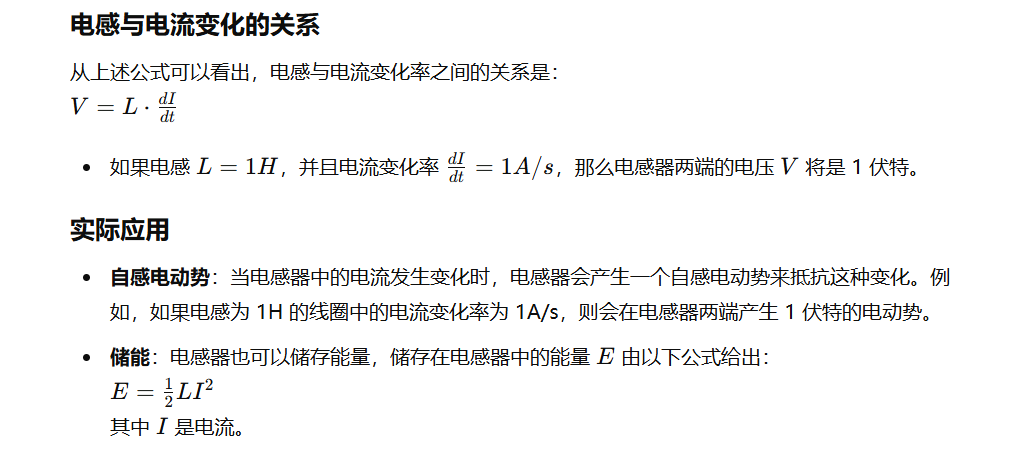 电感与电流变化的关系
从上述公式可以看出，电感与电流变化率之间的关系是：
$V = L \cdot \frac{dI}{dt}$
• 如果电感 $L = 1H$，并且电流变化率 $\frac{dI}{dt} = 1A/s$，那么电感器两端的电压 $V$ 将是 1 伏特。
实际应用
• 自感电动势：当电感器中的电流发生变化时，电感器会产生一个自感电动势来抵抗这种变化。例
如，如果电感为 1H 的线圈中的电流变化率为 1A/s，则会在电感器两端产生 1 伏特的电动势。
• 储能：电感器也可以储存能量，储存在电感器中的能量 $E$ 由以下公式给出：
$E = \frac{1}{2}LI^2$
其中 $I$ 是电流。